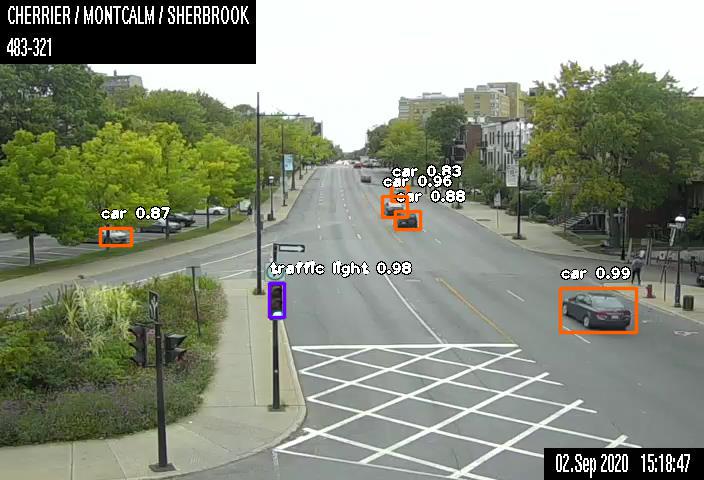 CHERRIER / MONTCALM / SHERBROOK
483-321
car 0.83
car 0.96
car 0.88
car 0.87
traffic light 0.98
car 0.99
02.Sep 2020 15:18:47